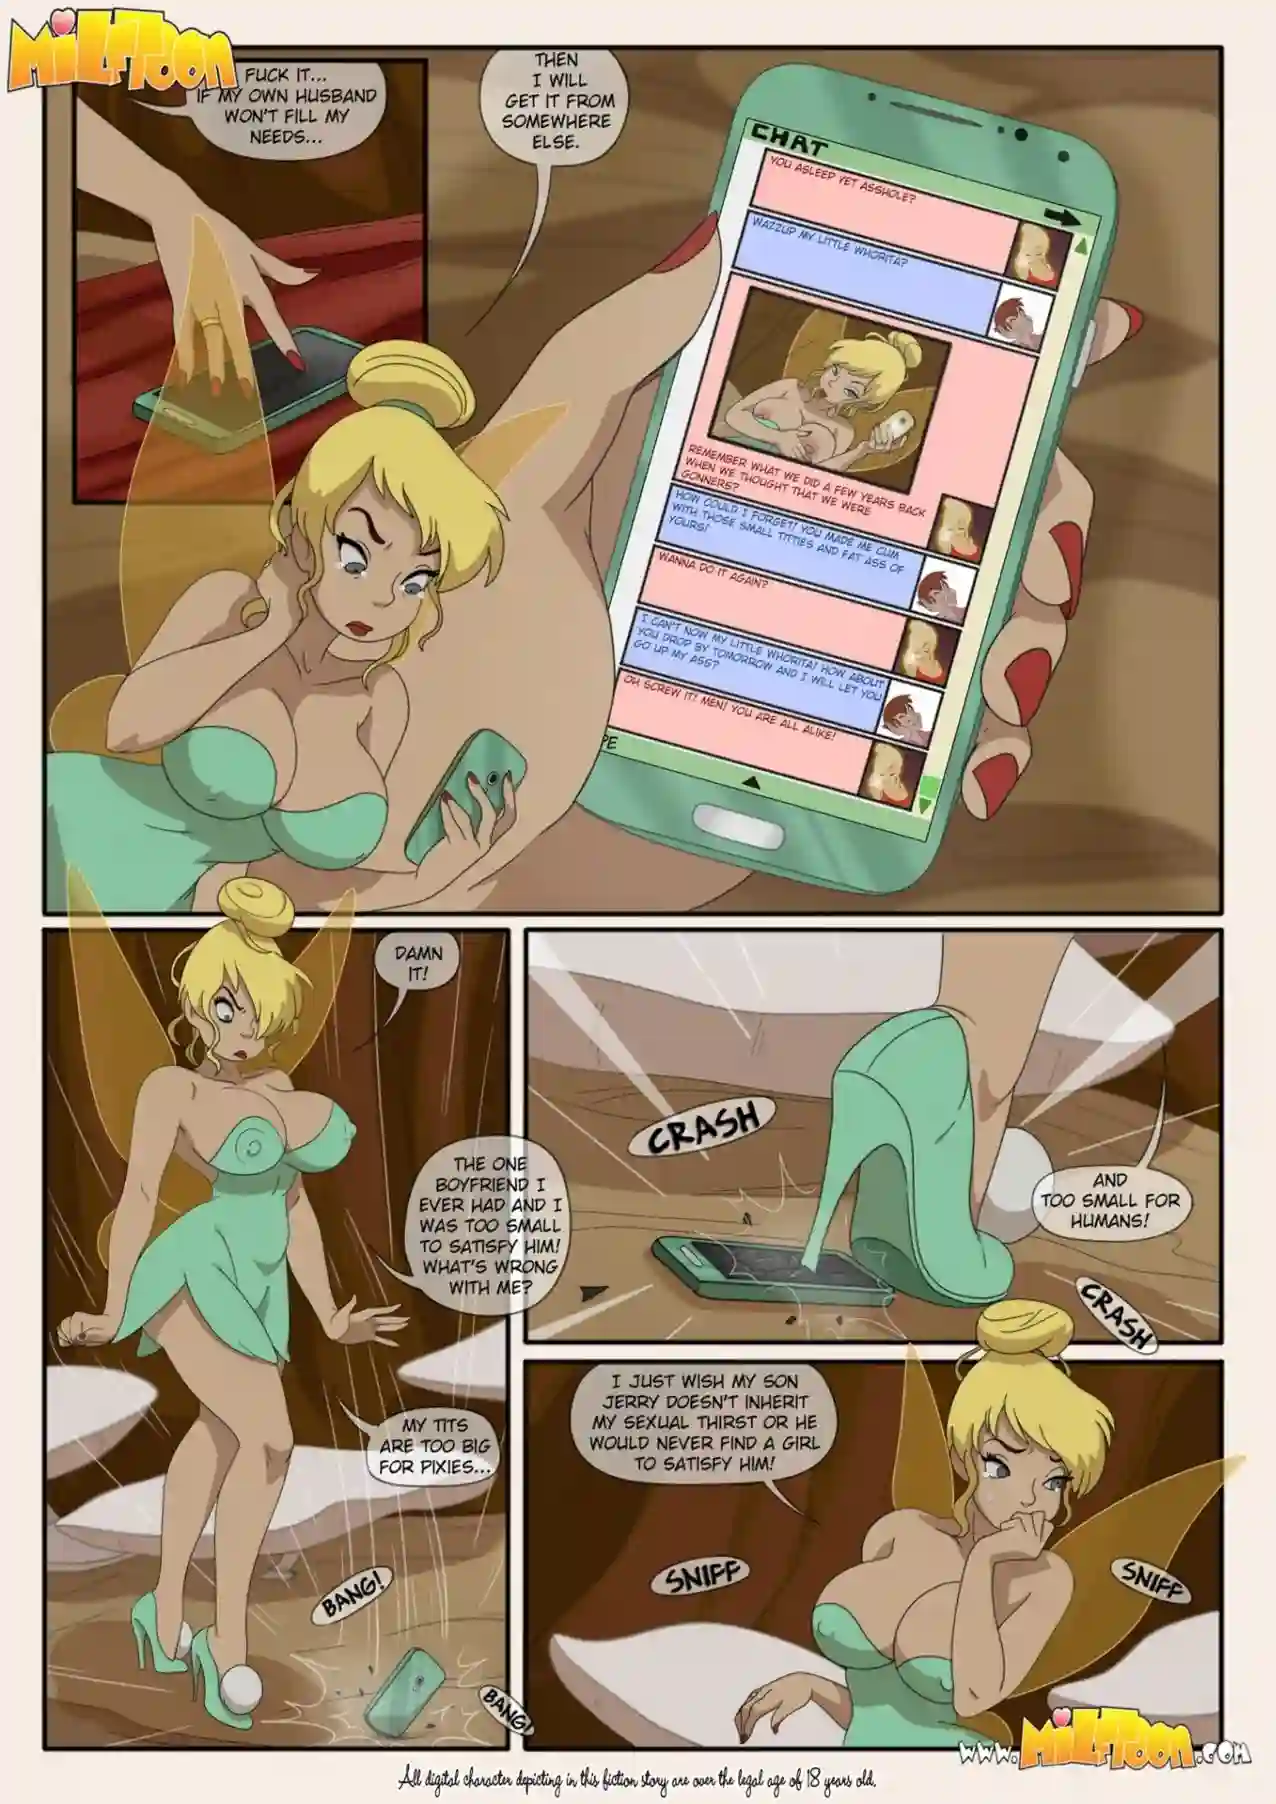 MILFTOON
FUCK IT...
IF MY OWN HUSBAND
WON'T FILL MY
NEEDS...
THEN
I WILL
GET IT FROM
SOMEWHERE
ELSE.
CHAT
YOU ASLEEP YET ASSHOLE?
WAZZUP MY LITTLE WHORITA?
REMEMBER WHAT WE DID A FEW YEARS BACK
WHEN WE THOUGHT THAT WE WERE
GONNERS?
HOW COULD I FORGET! YOU MADE ME CUM
WITH THOSE SMALL TITTIES AND FAT ASS OF
YOURS!
WANNA DO IT AGAIN?
I CAN'T NOW MY LITTLE WHORITA! HOW ABOUT
YOU DROP BY TOMORROW AND I WILL LET YOU
GO UP MY ASS?
OH SCREW IT! MEN! YOU ARE ALL ALIKE!
PE
DAMN
IT!
THE ONE
BOYFRIEND I
EVER HAD AND I
WAS TOO SMALL
TO SATISFY HIM!
WHAT'S WRONG
WITH ME?
MY TITS
ARE TOO BIG
FOR PIXIES...
BANG!
BANG!
CRASH
AND
TOO SMALL FOR
HUMANS!
CRASH
I JUST WISH MY SON
JERRY DOESN'T INHERIT
MY SEXUAL THIRST OR HE
WOULD NEVER FIND A GIRL
TO SATISFY HIM!
SNIFF
SNIFF
www.MILFTOON.com
All digital character depicting in this fiction story are over the legal age of 18 years old.